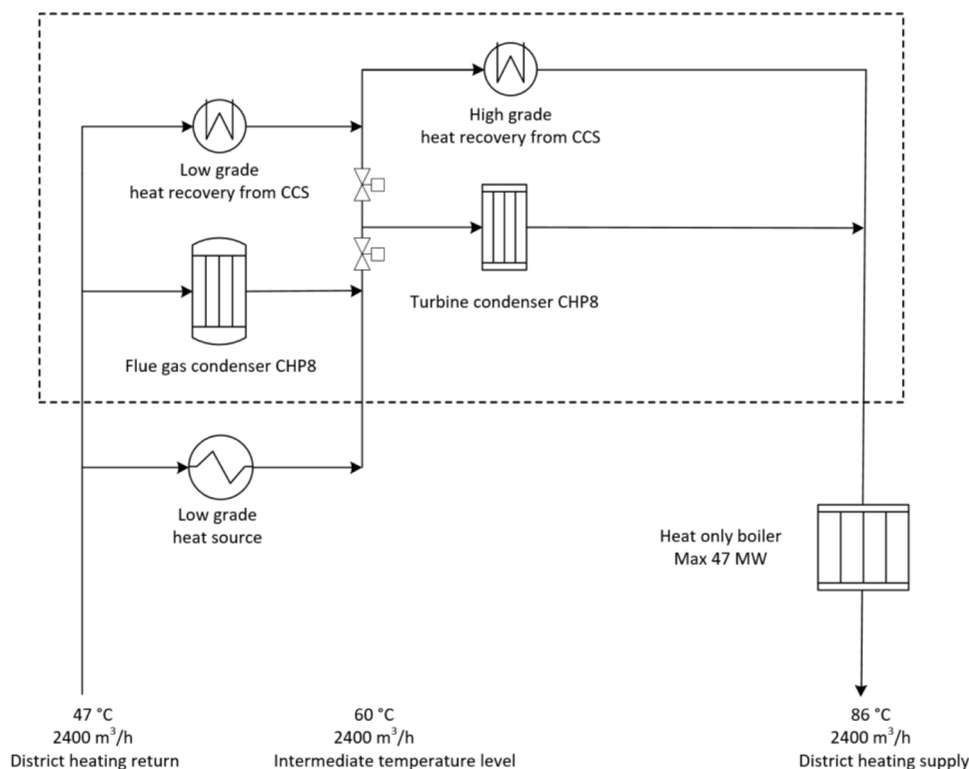 High grade
heat recovery from CCS
Low grade
heat recovery from CCS
Turbine condenser CHP8
Flue gas condenser CHP8
Low grade
heat source
Heat only boiler
Max 47 MW
47 °C
2400 m³/h
District heating return
60 °C
2400 m³/h
Intermediate temperature level
86 °C
2400 m³/h
District heating supply